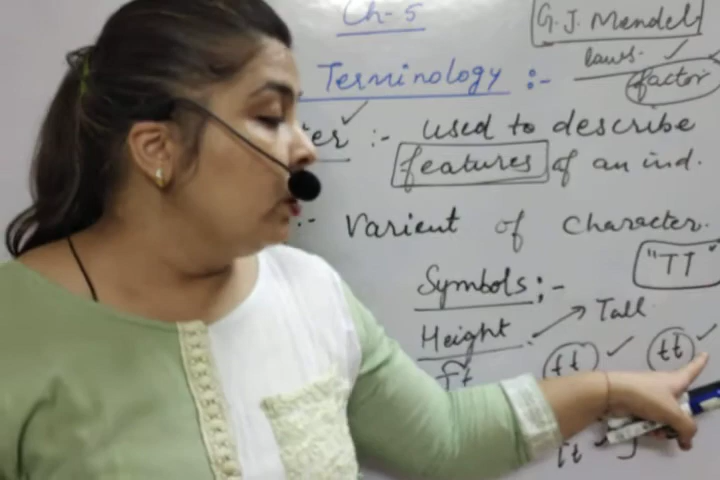 Ch-5
G. J. Mendel
laws.
factor
Terminology :-
:- used to describe
features of an ind.
:- Varient of Character.
"TT"
Symbols :-
Height → Tall
tt tt